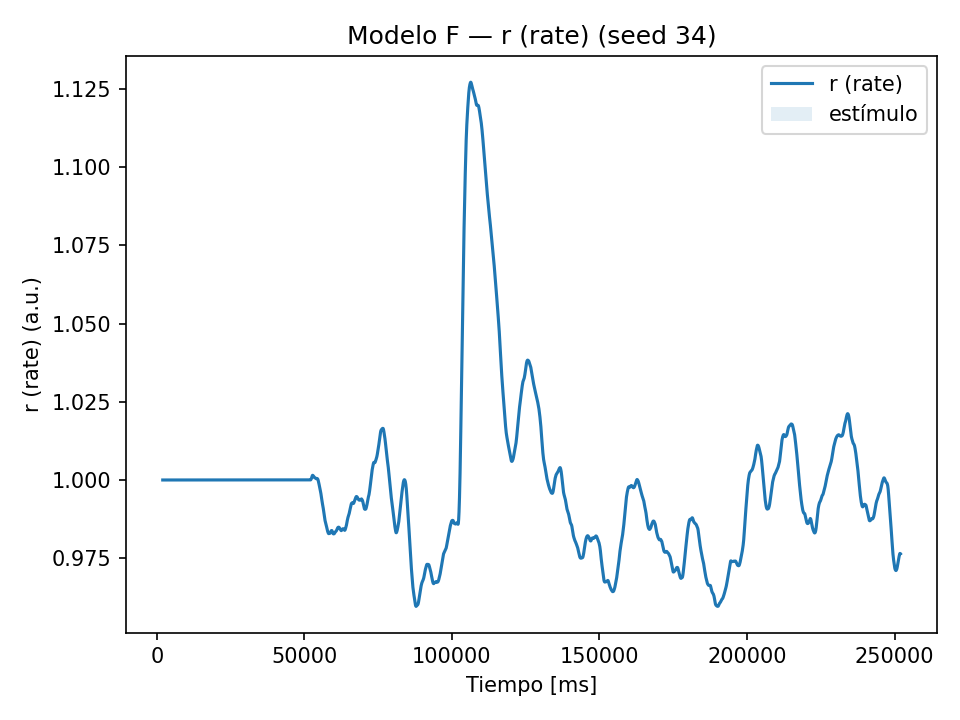 Modelo F — r (rate) (seed 34)
r (rate)
estímulo
r (rate) (a.u.)
1.125
1.100
1.075
1.050
1.025
1.000
0.975
0
50000
100000
150000
200000
250000
Tiempo [ms]